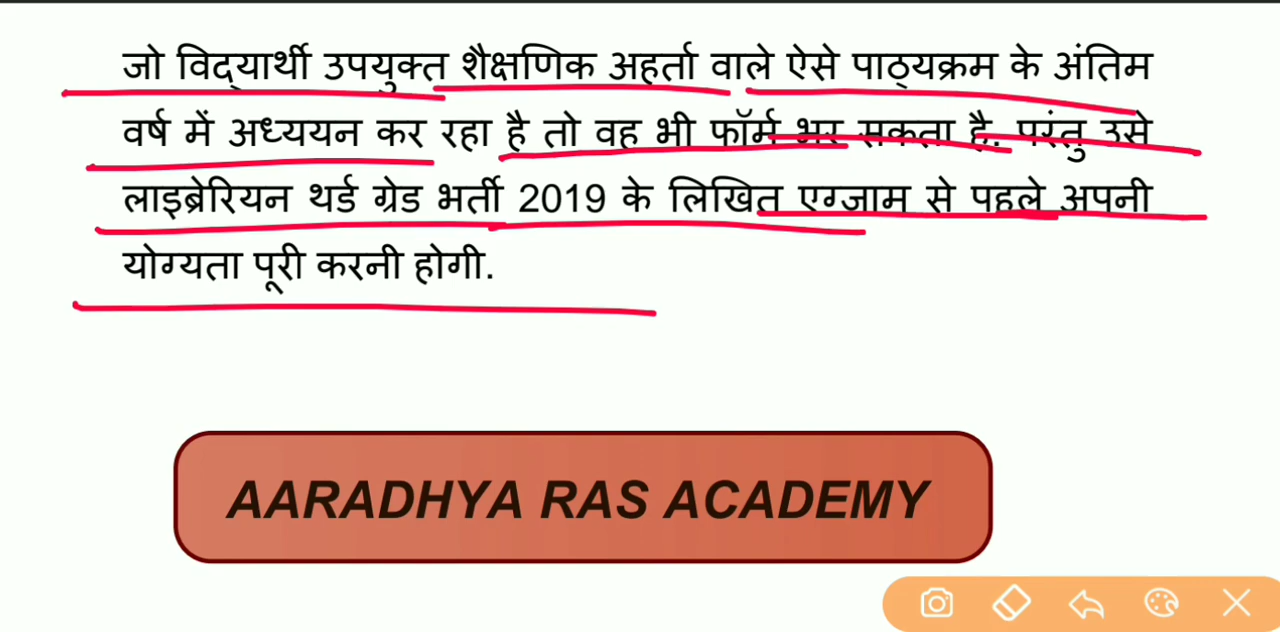 जो विद्यार्थी उपयुक्त शैक्षणिक अहर्ता वाले ऐसे पाठ्यक्रम के अंतिम
वर्ष में अध्ययन कर रहा है तो वह भी फॉर्म भर सकता है. परंतु उसे
लाइब्रेरियन थर्ड ग्रेड भर्ती 2019 के लिखित एग्जाम से पहले अपनी
योग्यता पूरी करनी होगी.
AARADHYA RAS ACADEMY